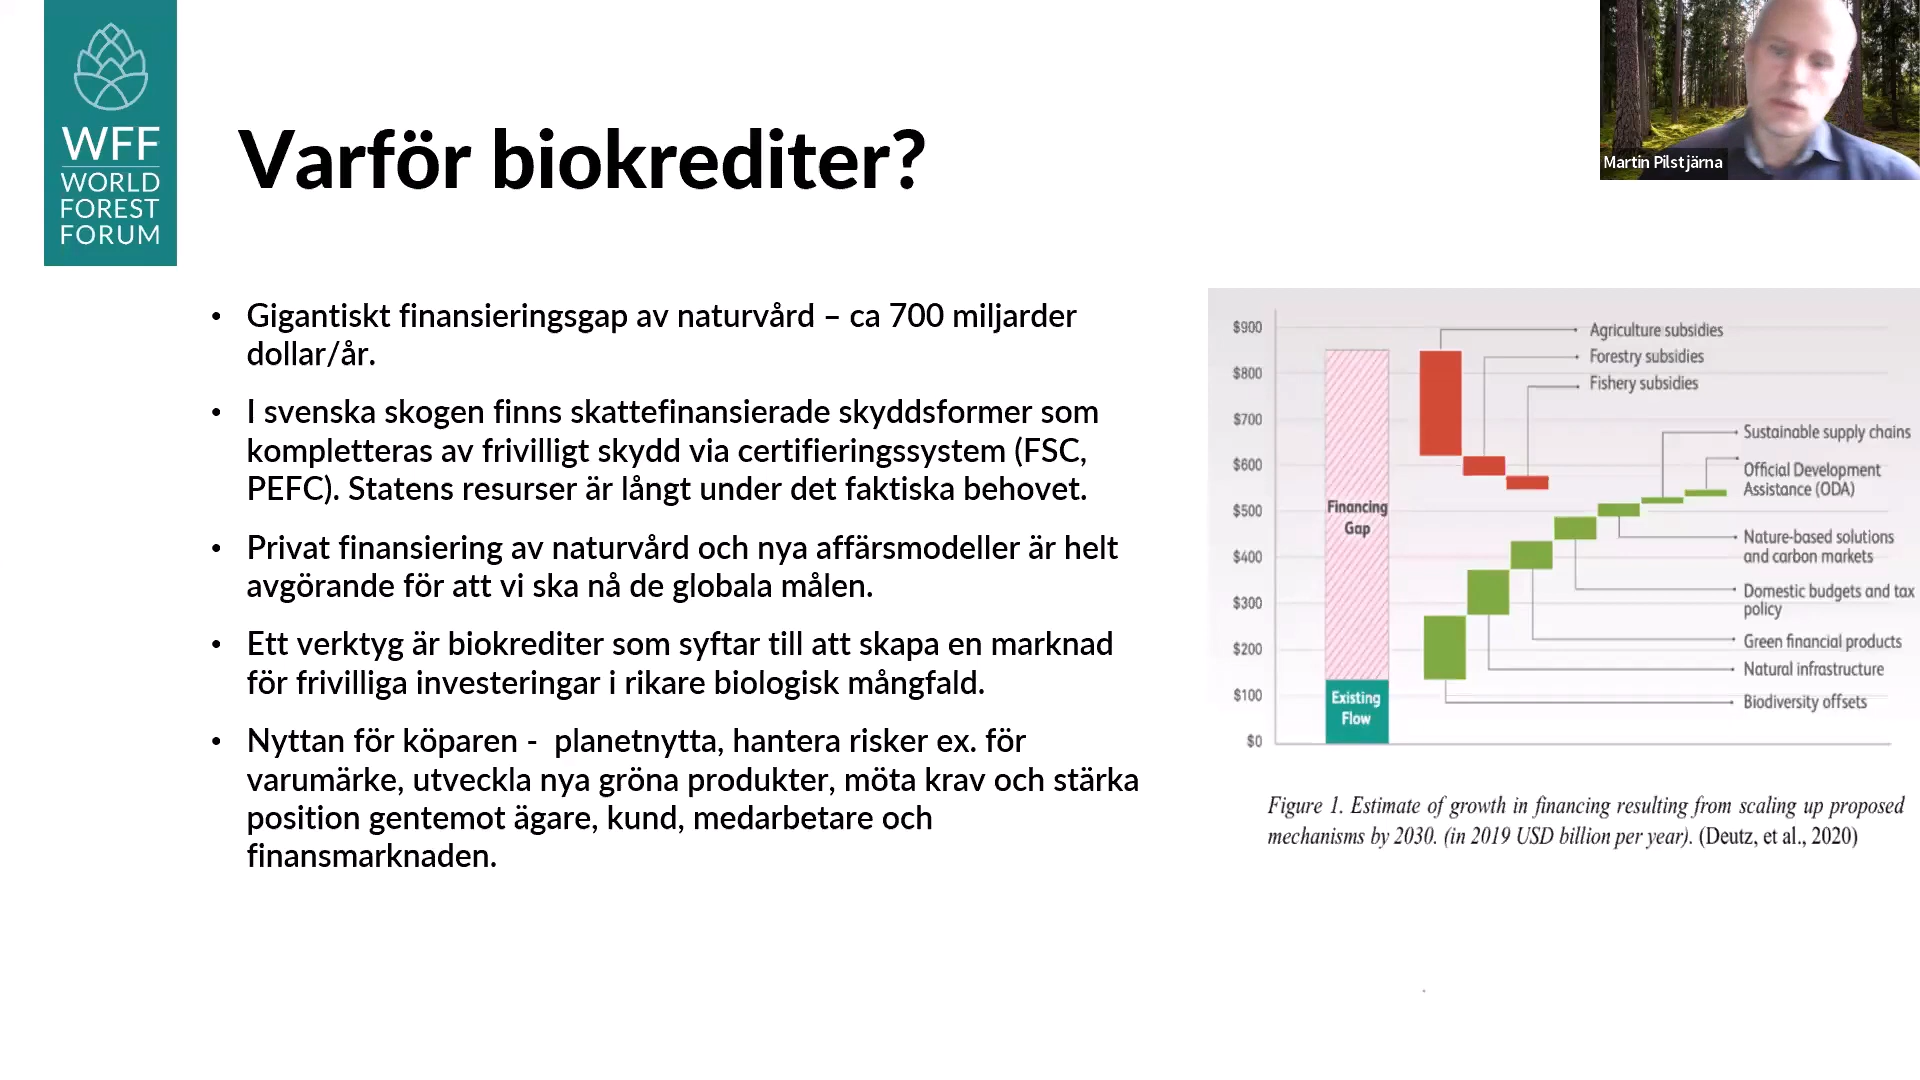 WFF
WORLD
FOREST
FORUM
Varför biokrediter?
Martin Pilstjärna
• Gigantiskt finansieringsgap av naturvård – ca 700 miljarder
dollar/år.
• I svenska skogen finns skattefinansierade skyddsformer som
kompletteras av frivilligt skydd via certifieringssystem (FSC,
PEFC). Statens resurser är långt under det faktiska behovet.
• Privat finansiering av naturvård och nya affärsmodeller är helt
avgörande för att vi ska nå de globala målen.
• Ett verktyg är biokrediter som syftar till att skapa en marknad
för frivilliga investeringar i rikare biologisk mångfald.
• Nyttan för köparen -  planetnytta, hantera risker ex. för
varumärke, utveckla nya gröna produkter, möta krav och stärka
position gentemot ägare, kund, medarbetare och
finansmarknaden.
$900
$800
$700
$600
$500
$400
$300
$200
$100
$0
Financing
Gap
Existing
Flow
Agriculture subsidies
Forestry subsidies
Fishery subsidies
Sustainable supply chains
Official Development
Assistance (ODA)
Nature-based solutions
and carbon markets
Domestic budgets and tax
policy
Green financial products
Natural infrastructure
Biodiversity offsets
Figure 1. Estimate of growth in financing resulting from scaling up proposed
mechanisms by 2030. (in 2019 USD billion per year). (Deutz, et al., 2020)